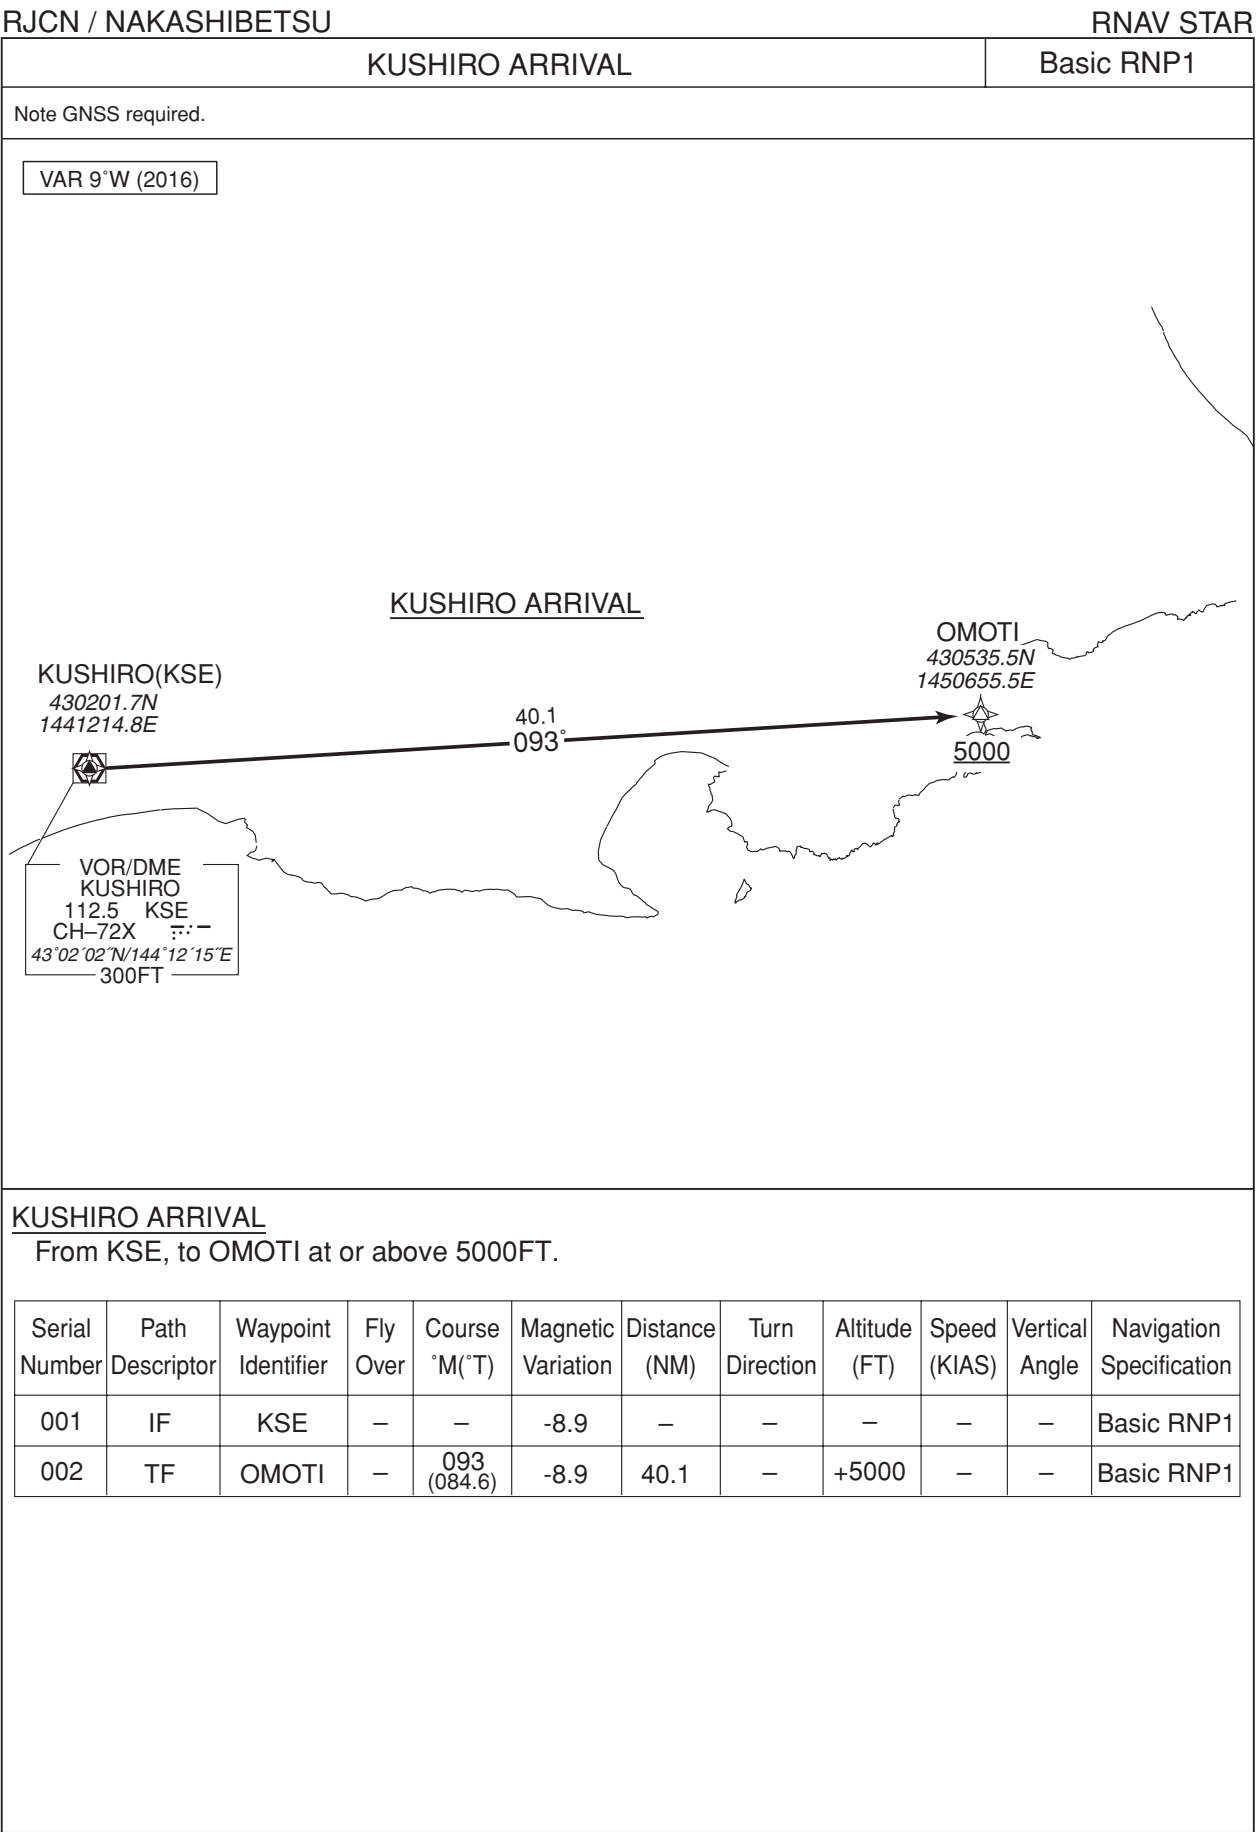 RJCN / NAKASHIBETSU RNAV STAR
KUSHIRO ARRIVAL Basic RNP1
Note GNSS required.
VAR 9˚W (2016)
KUSHIRO ARRIVAL
OMOTI
430535.5N
1450655.5E
5000
KUSHIRO(KSE)
430201.7N
1441214.8E
40.1
093˚
VOR/DME
KUSHIRO
112.5 KSE
CH–72X
43˚02´02˝N/144˚12´15˝E
300FT
KUSHIRO ARRIVAL
From KSE, to OMOTI at or above 5000FT.
Serial Number Path Descriptor Waypoint Identifier Fly Over Course ˚M(˚T) Magnetic Variation Distance (NM) Turn Direction Altitude (FT) Speed (KIAS) Vertical Angle Navigation Specification
001 IF KSE – – -8.9 – – – – – Basic RNP1
002 TF OMOTI – 093 (084.6) -8.9 40.1 – +5000 – – Basic RNP1